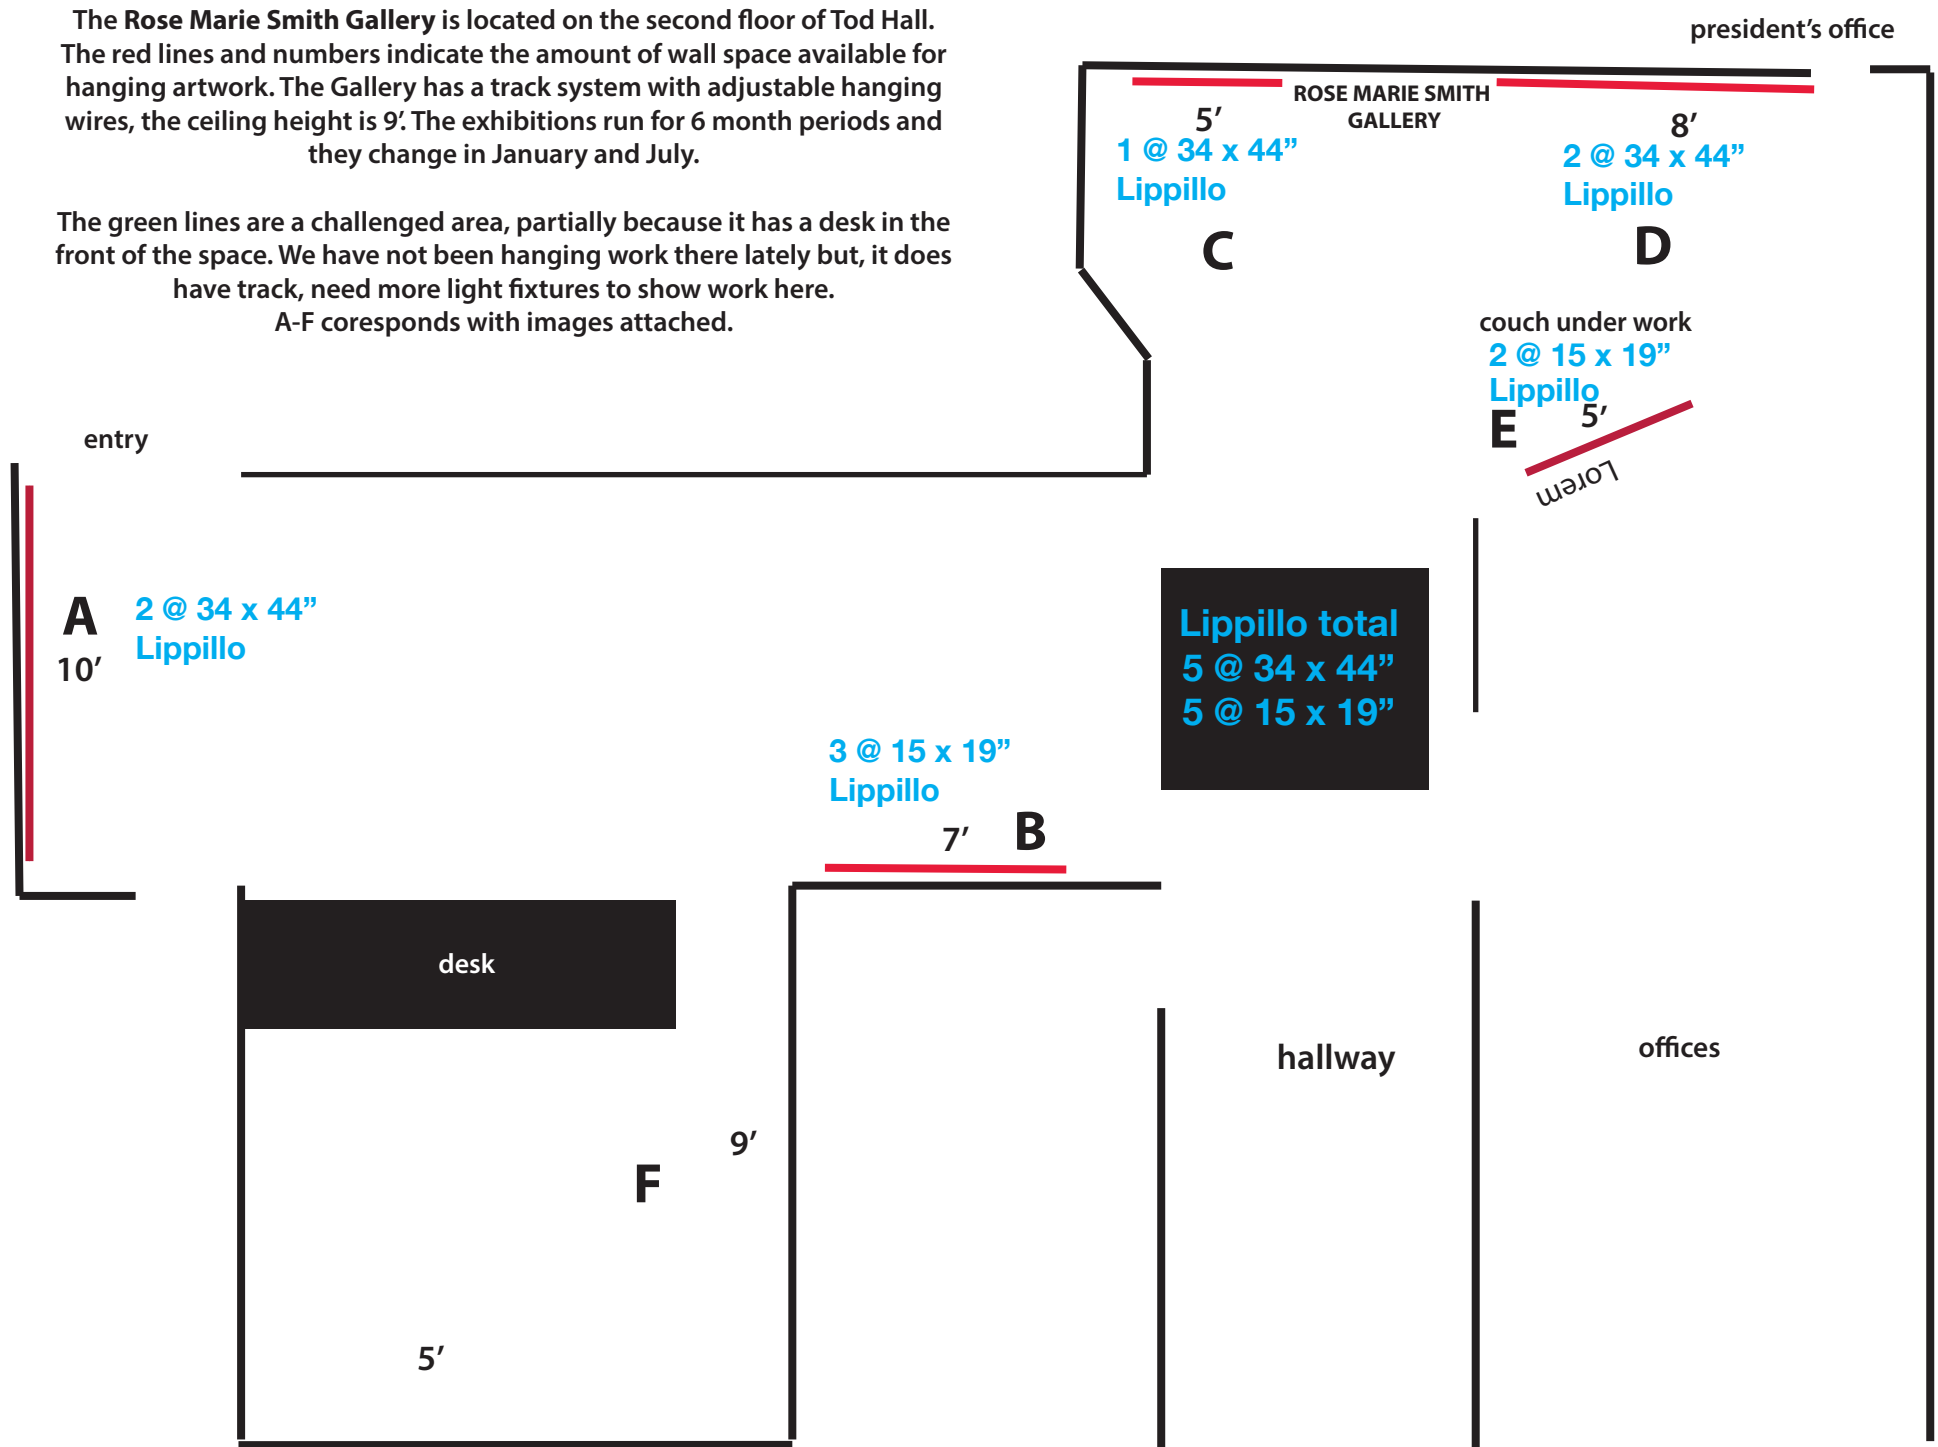 The Rose Marie Smith Gallery is located on the second floor of Tod Hall.
The red lines and numbers indicate the amount of wall space available for
hanging artwork. The Gallery has a track system with adjustable hanging
wires, the ceiling height is 9’. The exhibitions run for 6 month periods and
they change in January and July.
The green lines are a challenged area, partially because it has a desk in the
front of the space. We have not been hanging work there lately but, it does
have track, need more light fixtures to show work here.
A-F coresponds with images attached.
president’s office
ROSE MARIE SMITH
GALLERY
5’
1 @ 34 x 44”
Lippillo
C
8’
2 @ 34 x 44”
Lippillo
D
couch under work
2 @ 15 x 19”
Lippillo
5’
E
Lorem
entry
A
10’
2 @ 34 x 44”
Lippillo
Lippillo total
5 @ 34 x 44”
5 @ 15 x 19”
3 @ 15 x 19”
Lippillo
7’
B
desk
hallway
offices
9’
F
5’